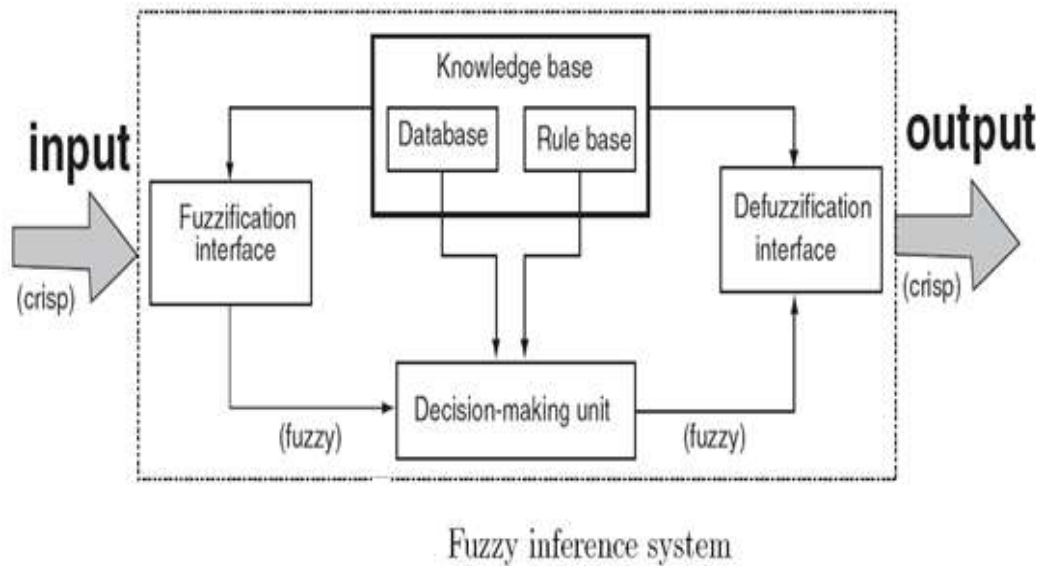 Knowledge base
Database
Rule base
input
output
Fuzzification
interface
Defuzzification
interface
(crisp)
(crisp)
Decision-making unit
(fuzzy)
(fuzzy)
Fuzzy inference system